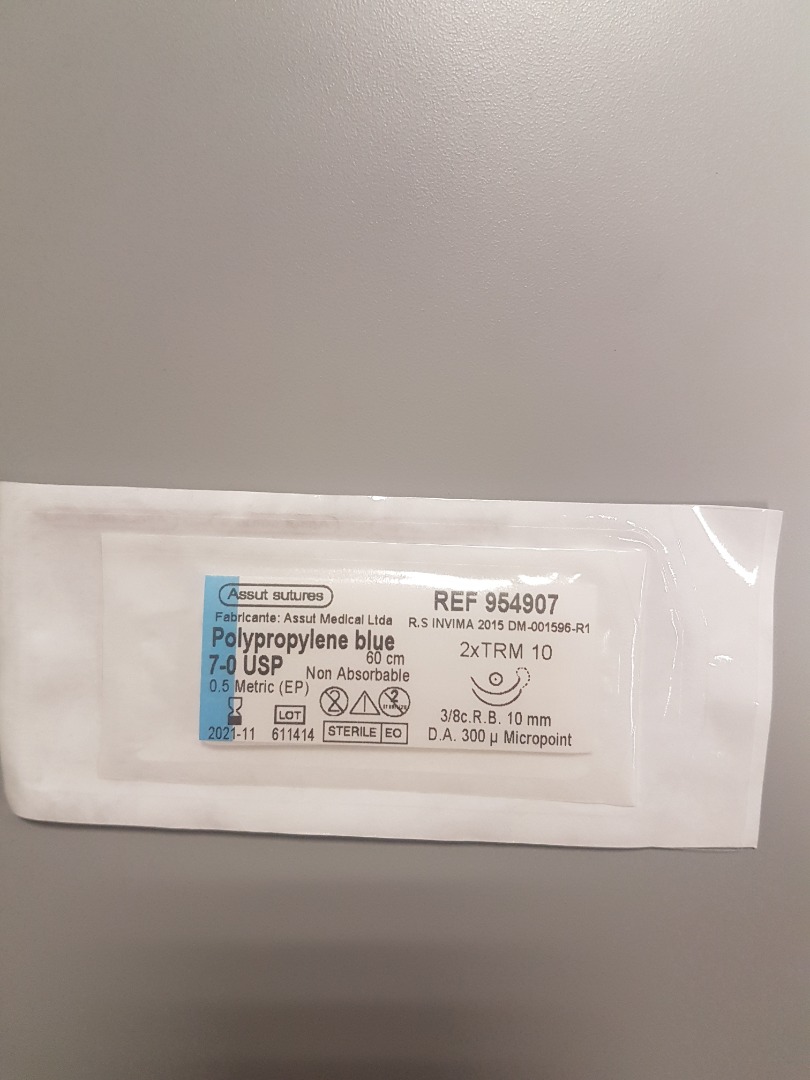 Assut sutures
Fabricante: Assut Medical Ltda
Polypropylene blue
7-0 USP
60 cm
Non Absorbable
0.5 Metric (EP)
2
2
2021-11
LOT
611414
STERILE EO
REF 954907
R.S INVIMA 2015 DM-001596-R1
2xTRM 10
3/8c.R.B. 10 mm
D.A. 300 µ Micropoint